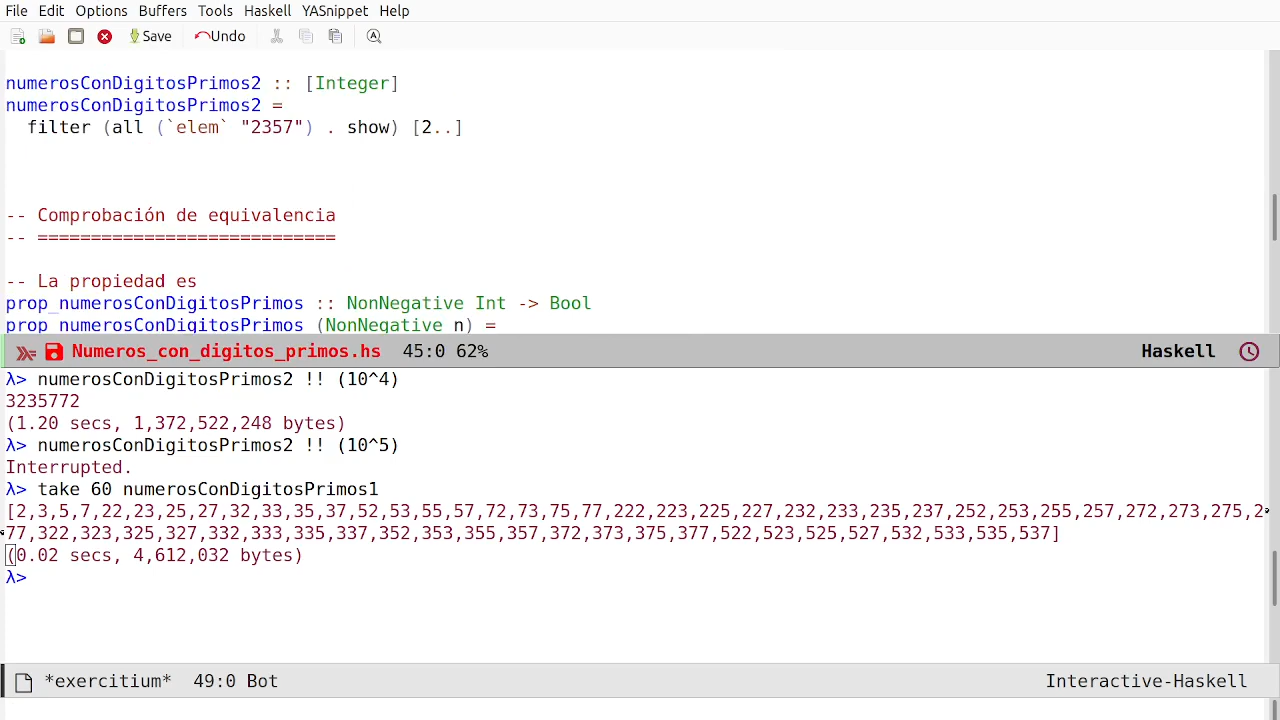 File Edit Options Buffers Tools Haskell YASnippet Help
Save Undo
numerosConDigitosPrimos2 :: [Integer]
numerosConDigitosPrimos2 =
  filter (all (`elem` "2357") . show) [2..]
-- Comprobación de equivalencia
-- ============================
-- La propiedad es
prop_numerosConDigitosPrimos :: NonNegative Int -> Bool
prop_numerosConDigitosPrimos (NonNegative n) =
Numeros_con_digitos_primos.hs 45:0 62% Haskell
λ> numerosConDigitosPrimos2 !! (10^4)
3235772
(1.20 secs, 1,372,522,248 bytes)
λ> numerosConDigitosPrimos2 !! (10^5)
Interrupted.
λ> take 60 numerosConDigitosPrimos1
[2,3,5,7,22,23,25,27,32,33,35,37,52,53,55,57,72,73,75,77,222,223,225,227,232,233,235,237,252,253,255,257,272,273,275,2
77,322,323,325,327,332,333,335,337,352,353,355,357,372,373,375,377,522,523,525,527,532,533,535,537]
(0.02 secs, 4,612,032 bytes)
λ>
*exercitium* 49:0 Bot Interactive-Haskell